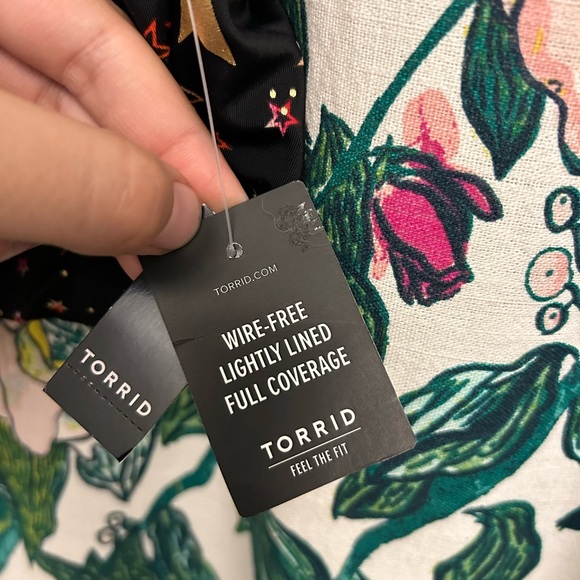 TORRID.COM
WIRE-FREE
LIGHTLY LINED
FULL COVERAGE
TORRID
FEEL THE FIT
TORRID